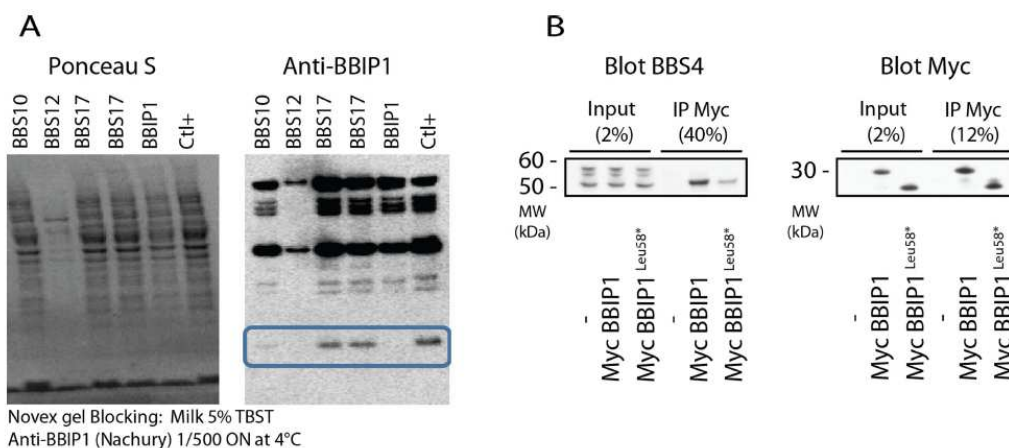 A
Ponceau S
Anti-BBIP1
BBS10
BBS12
BBS17
BBS17
BBIP1
Ctl+
BBS10
BBS12
BBS17
BBS17
BBIP1
Ctl+
Novex gel Blocking: Milk 5% TBST
Anti-BBIP1 (Nachury) 1/500 ON at 4°C
B
Blot BBS4
Blot Myc
Input
(2%)
IP Myc
(40%)
Input
(2%)
IP Myc
(12%)
60 -
50 -
MW
(kDa)
30 -
MW
(kDa)
-
Myc BBIP1
Myc BBIP1 Leu58*
-
Myc BBIP1
Myc BBIP1 Leu58*
-
Myc BBIP1
Myc BBIP1 Leu58*
-
Myc BBIP1
Myc BBIP1 Leu58*